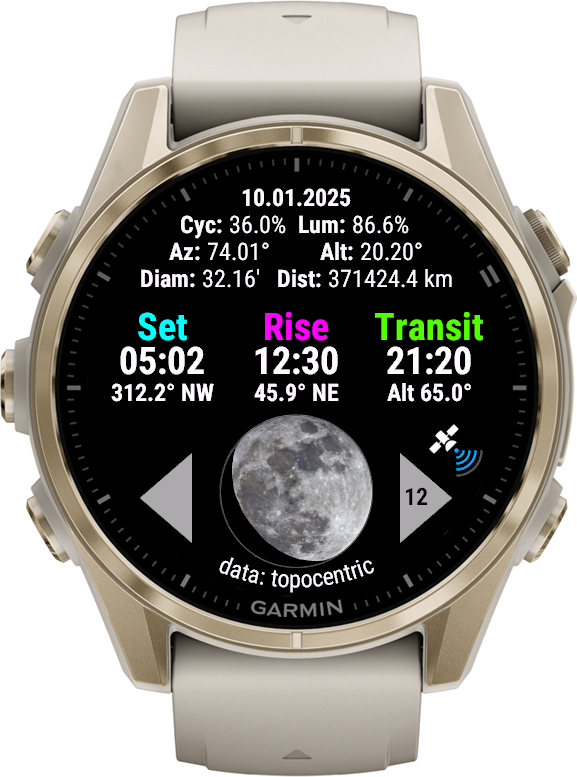 10.01.2025
Cyc: 36.0% Lum: 86.6%
Az: 74.01° Alt: 20.20°
Diam: 32.16' Dist: 371424.4 km
Set Rise Transit
05:02 12:30 21:20
312.2° NW 45.9° NE Alt 65.0°
12
data: topocentric
GARMIN